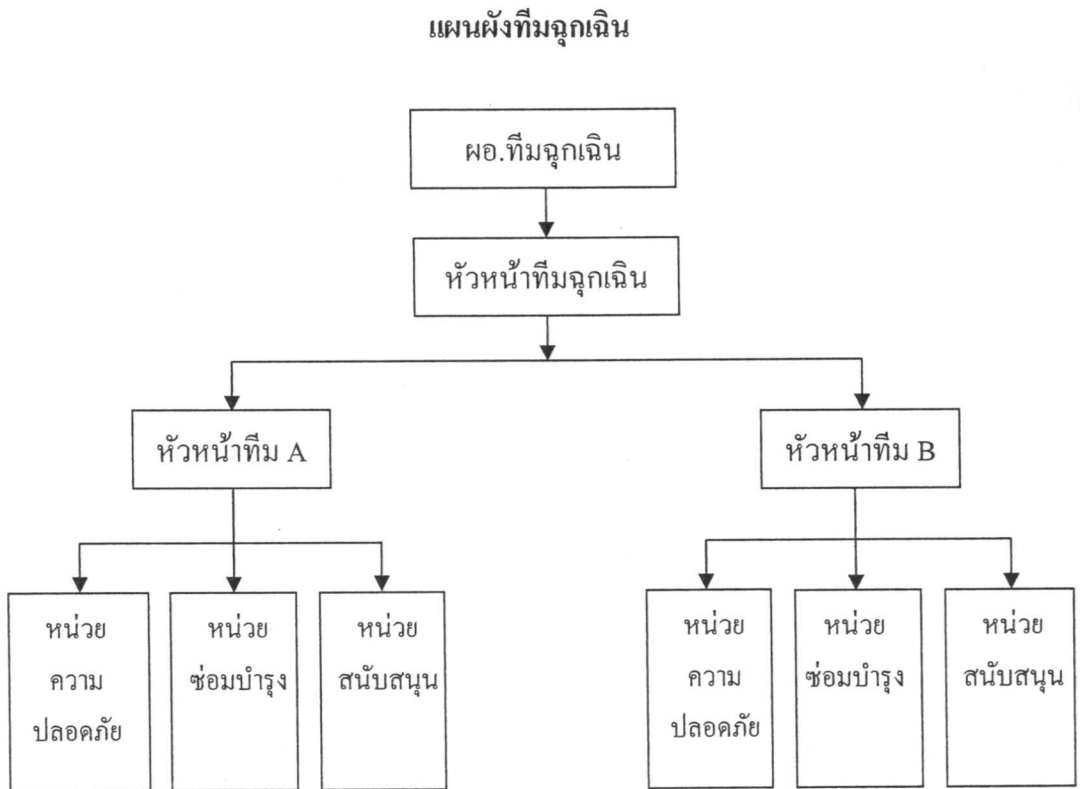 แผนผังทีมฉุกเฉิน
ผอ.ทีมฉุกเฉิน
หัวหน้าทีมฉุกเฉิน
หัวหน้าทีม A
หัวหน้าทีม B
หน่วย
ความ
ปลอดภัย
หน่วย
ซ่อมบำรุง
หน่วย
สนับสนุน
หน่วย
ความ
ปลอดภัย
หน่วย
ซ่อมบำรุง
หน่วย
สนับสนุน